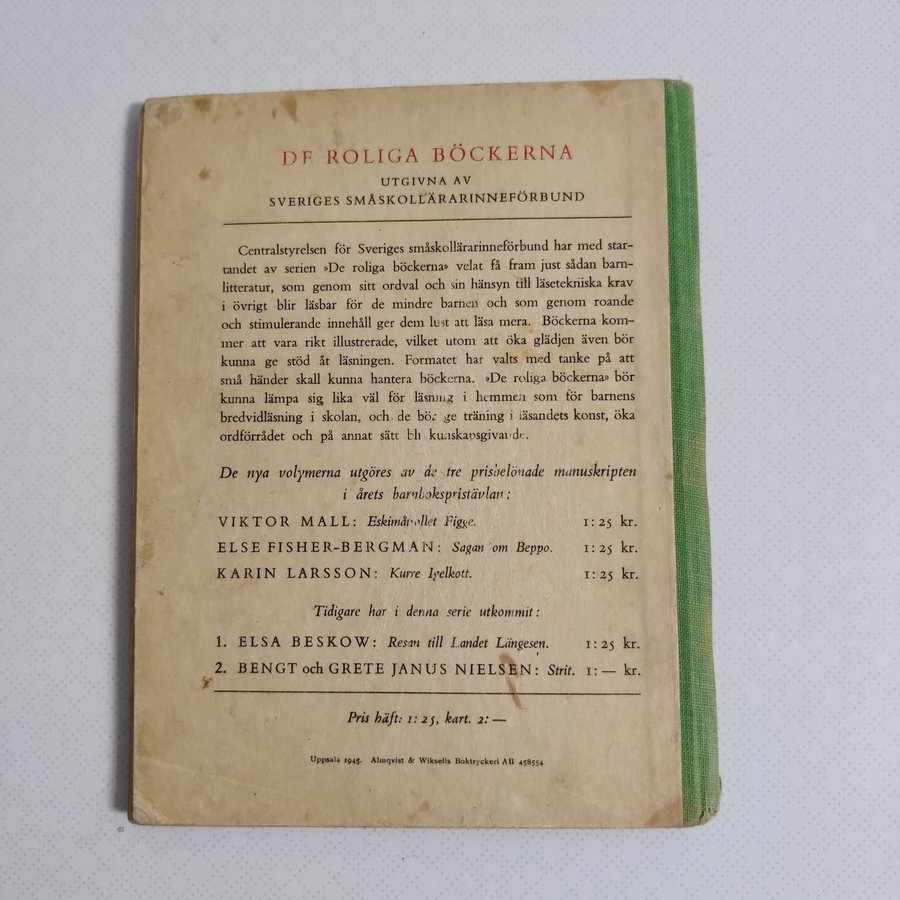 DE ROLIGA BÖCKERNA
UTGIVNA AV
SVERIGES SMÅSKOLLÄRARINNEFÖRBUND
Centralstyrelsen för Sveriges småskollärarinneförbund har med star-
tandet av serien »De roliga böckerna» velat få fram just sådan barn-
litteratur, som genom sitt ordval och sin hänsyn till läsetekniska krav
i övrigt blir läsbar för de mindre barnen och som genom roande
och stimulerande innehåll ger dem lust att läsa mera. Böckerna kom-
mer att vara rikt illustrerade, vilket utom att öka glädjen även bör
kunna ge stöd åt läsningen. Formatet har valts med tanke på att
små händer skall kunna hantera böckerna. »De roliga böckerna» bör
kunna lämpa sig lika väl för läsning i hemmen som för barnens
bredvidläsning i skolan, och de bör ge träning i läsandets konst, öka
ordförrådet och på annat sätt bli kunskapsgivande.
De nya volymerna utgöres av de tre prisbelönade manuskripten
i årets barnbokspristävlan:
VIKTOR MALL: Eskimåtrollet Figge. 1:25 kr.
ELSE FISHER-BERGMAN: Sagan om Beppo. 1:25 kr.
KARIN LARSSON: Kurre Igelkott. 1:25 kr.
Tidigare har i denna serie utkommit:
1. ELSA BESKOW: Resan till Landet Längesen. 1:25 kr.
2. BENGT och GRETE JANUS NIELSEN: Strit. 1:— kr.
Pris häft: 1:25, kart. 2:—
Uppsala 1945. Almqvist & Wiksells Boktryckeri AB 458554